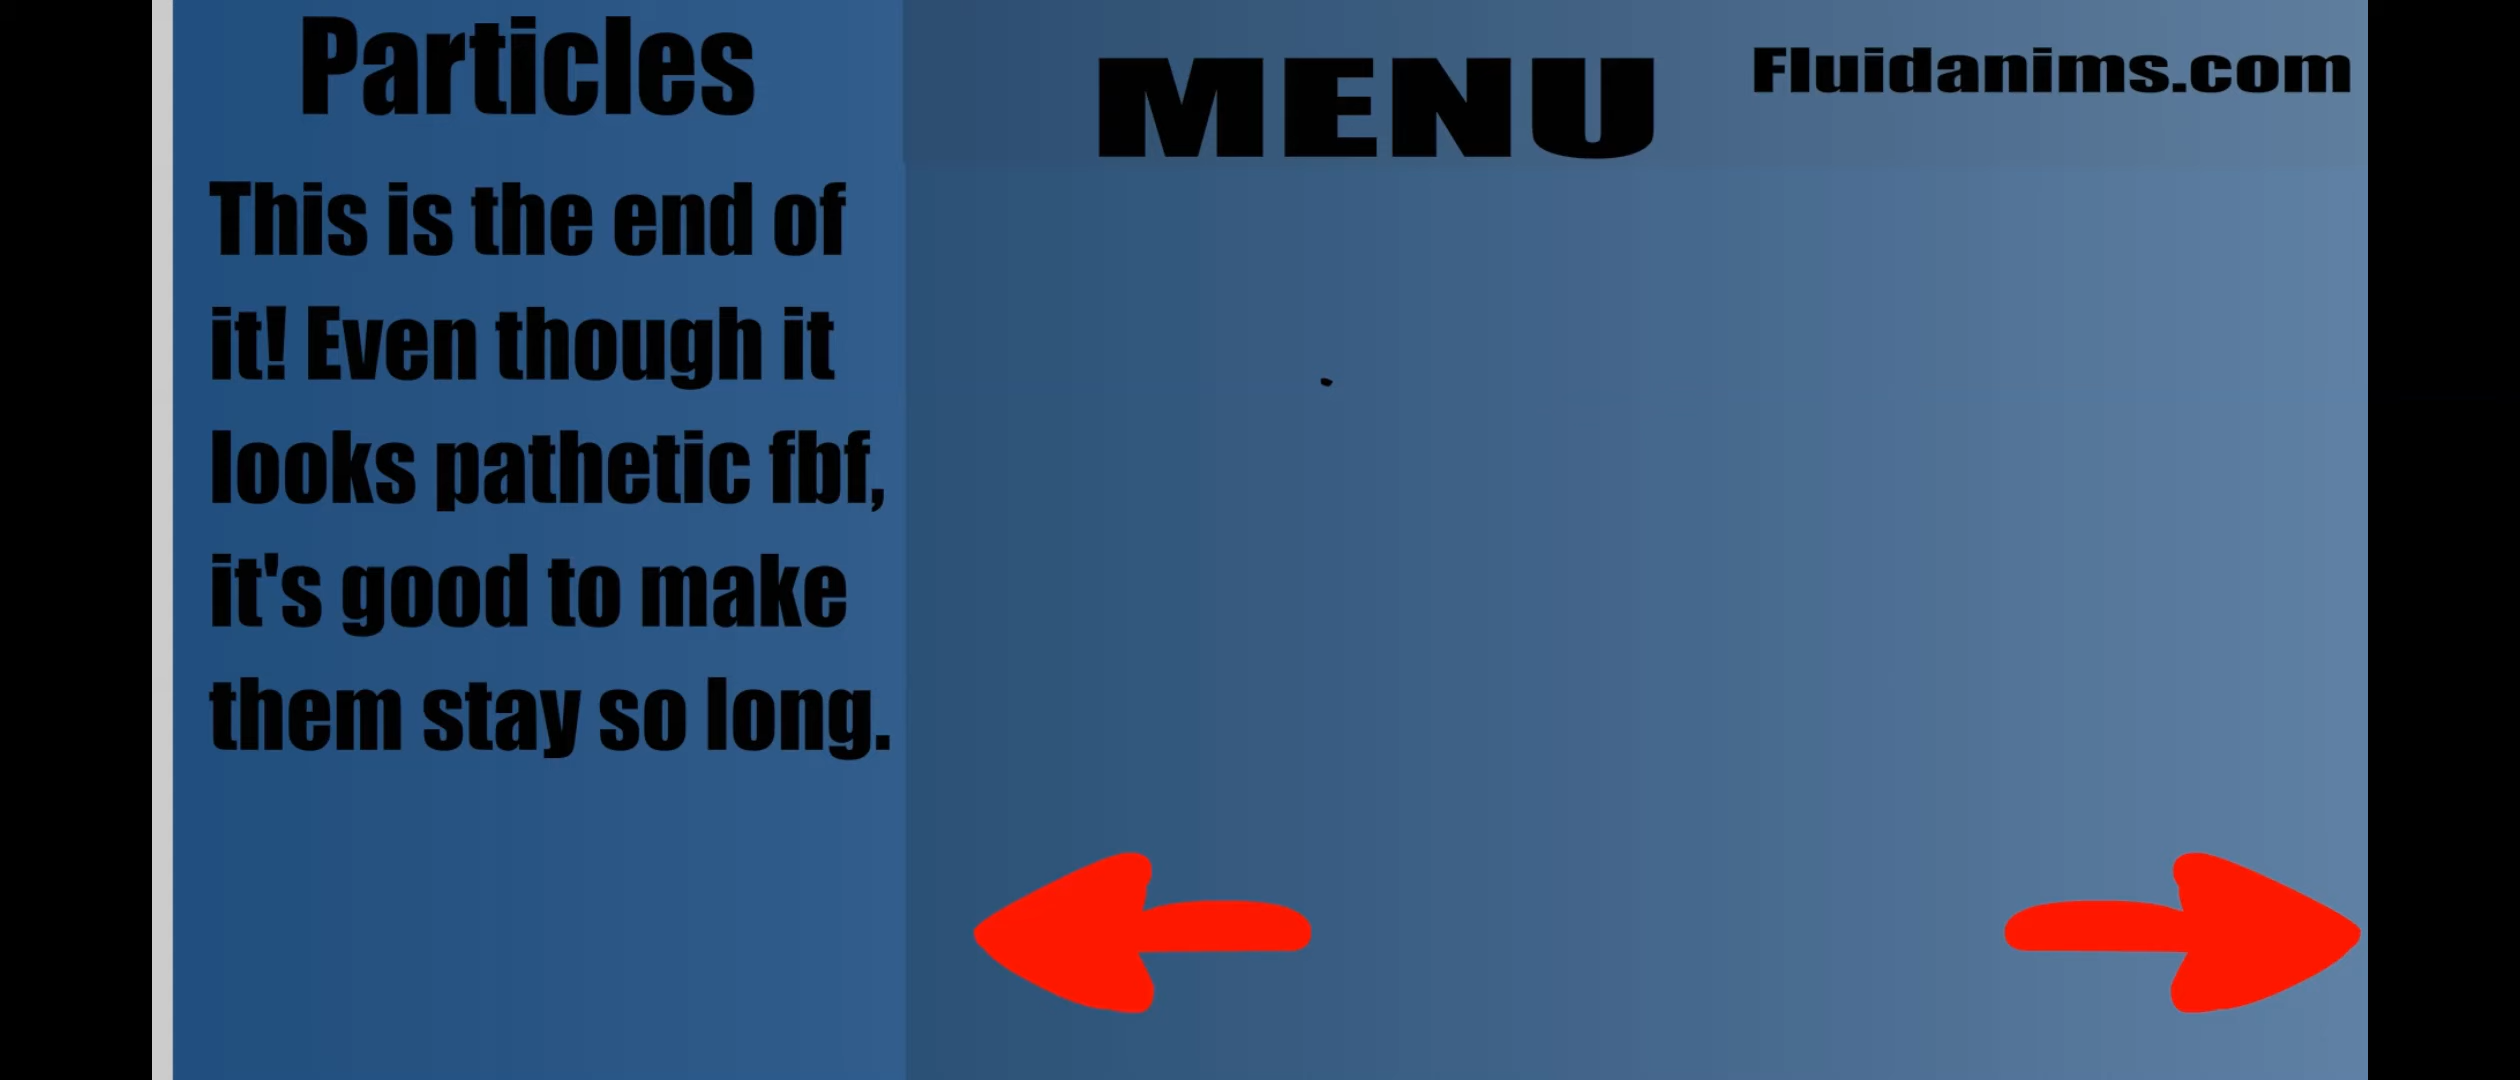 Particles
This is the end of
it! Even though it
looks pathetic fbf,
it's good to make
them stay so long.
MENU
Fluidanims.com